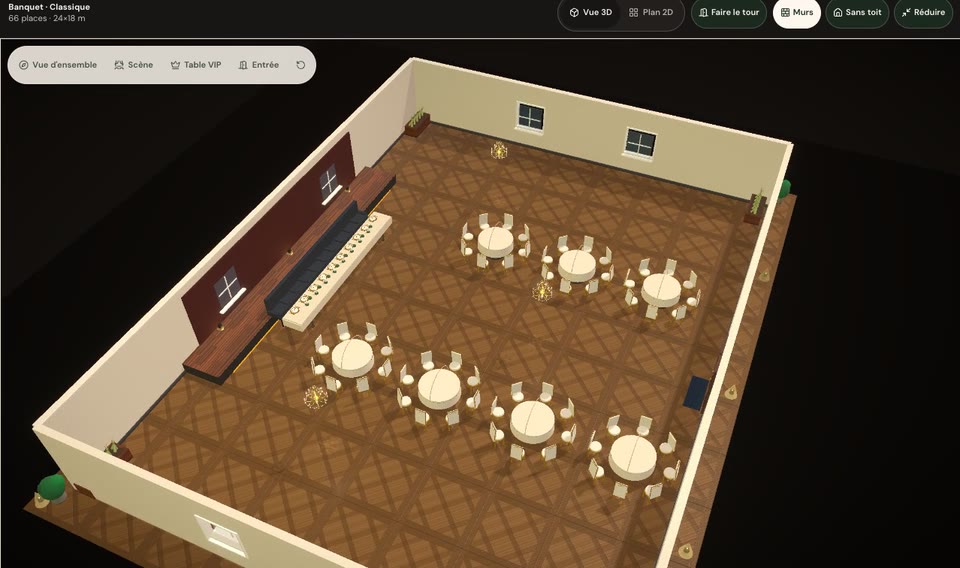 Banquet · Classique
66 places · 24×18 m
Vue 3D
Plan 2D
Faire le tour
Murs
Sans toit
Réduire
Vue d'ensemble
Scène
Table VIP
Entrée